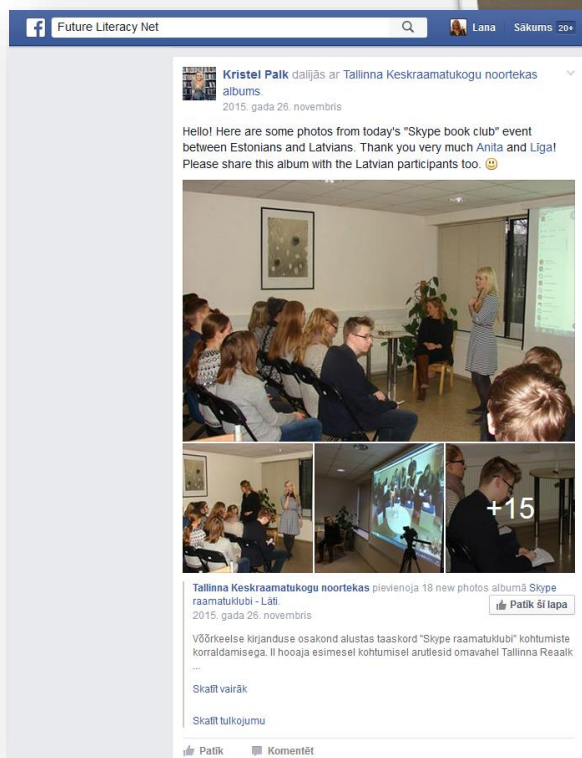 f Future Literacy Net Lana Sākums 20+
Kristel Palk dalījās ar Tallinna Keskraamatukogu noortekas
albums.
2015. gada 26. novembris
Hello! Here are some photos from today's "Skype book club" event
between Estonians and Latvians. Thank you very much Anita and Līga!
Please share this album with the Latvian participants too.
+15
Tallinna Keskraamatukogu noortekas pievienoja 18 new photos albumā Skype
raamatuklubi - Läti.
Patīk šī lapa
2015. gada 26. novembris
Võõrkeelse kirjanduse osakond alustas taaskord "Skype raamatuklubi" kohtumiste
korraldamisega. II hooaja esimesel kohtumisel arutlesid omavahel Tallinna Reaalk
...
Skatīt vairāk
Skatīt tulkojumu
Patīk Komentēt